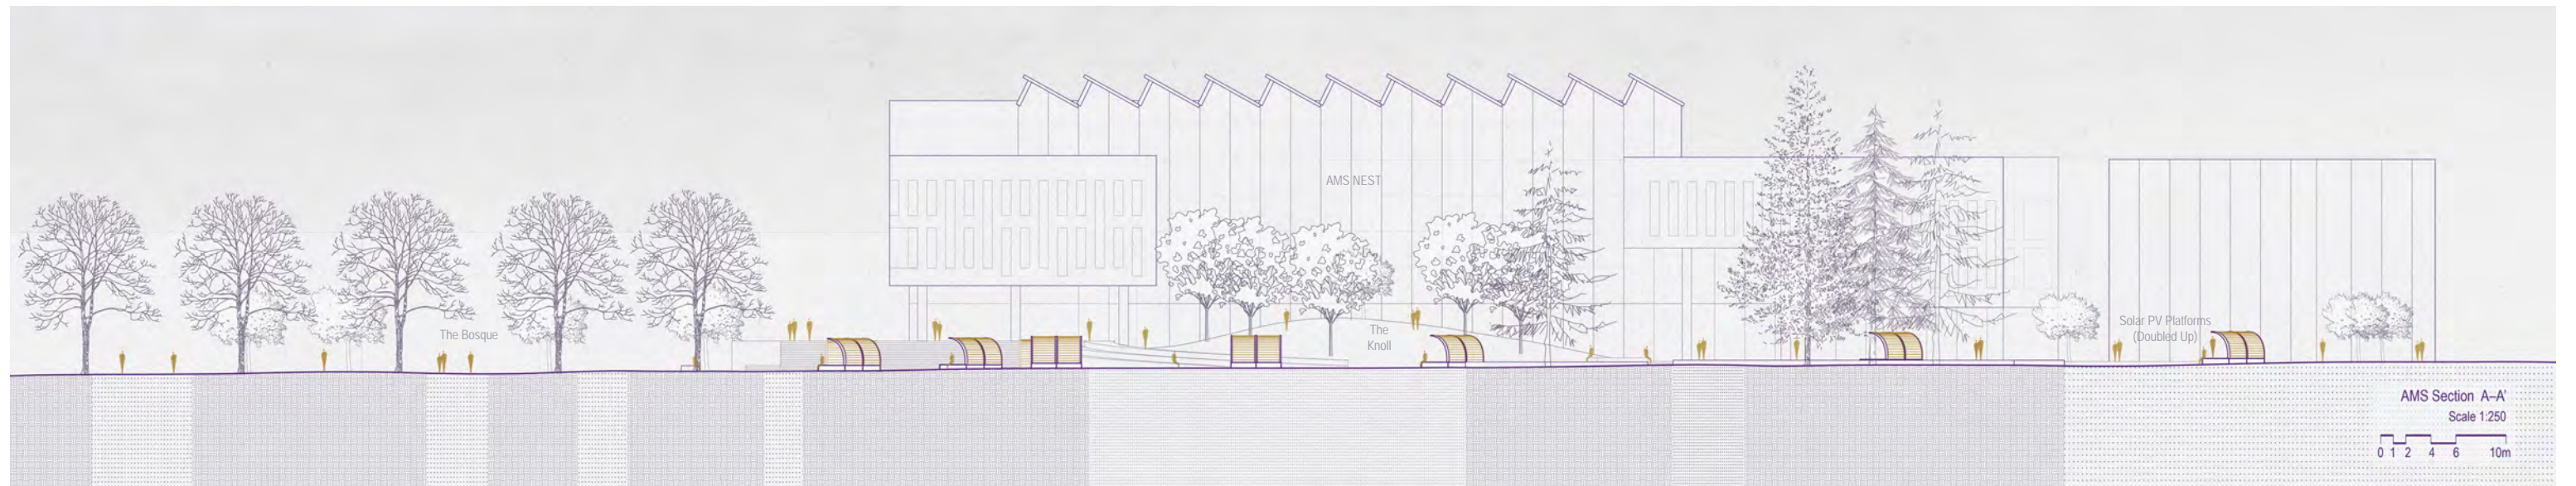 AMS NEST
The Bosque
The
Knoll
Solar PV Platforms
(Doubled Up)
AMS Section A–A'
Scale 1:250
0 1 2 4 6 10m